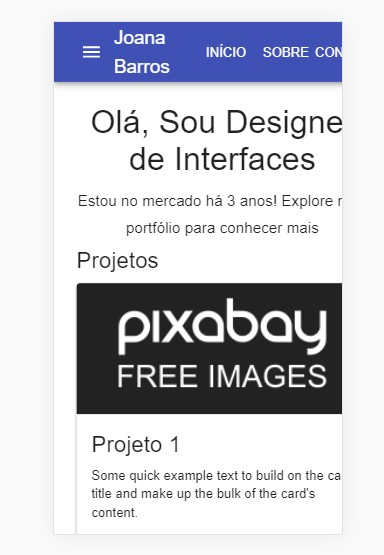 Joana
Barros
INÍCIO SOBRE CON
Olá, Sou Designe
de Interfaces
Estou no mercado há 3 anos! Explore
portfólio para conhecer mais
Projetos
pixabay
FREE IMAGES
Projeto 1
Some quick example text to build on the ca
title and make up the bulk of the card's
content.